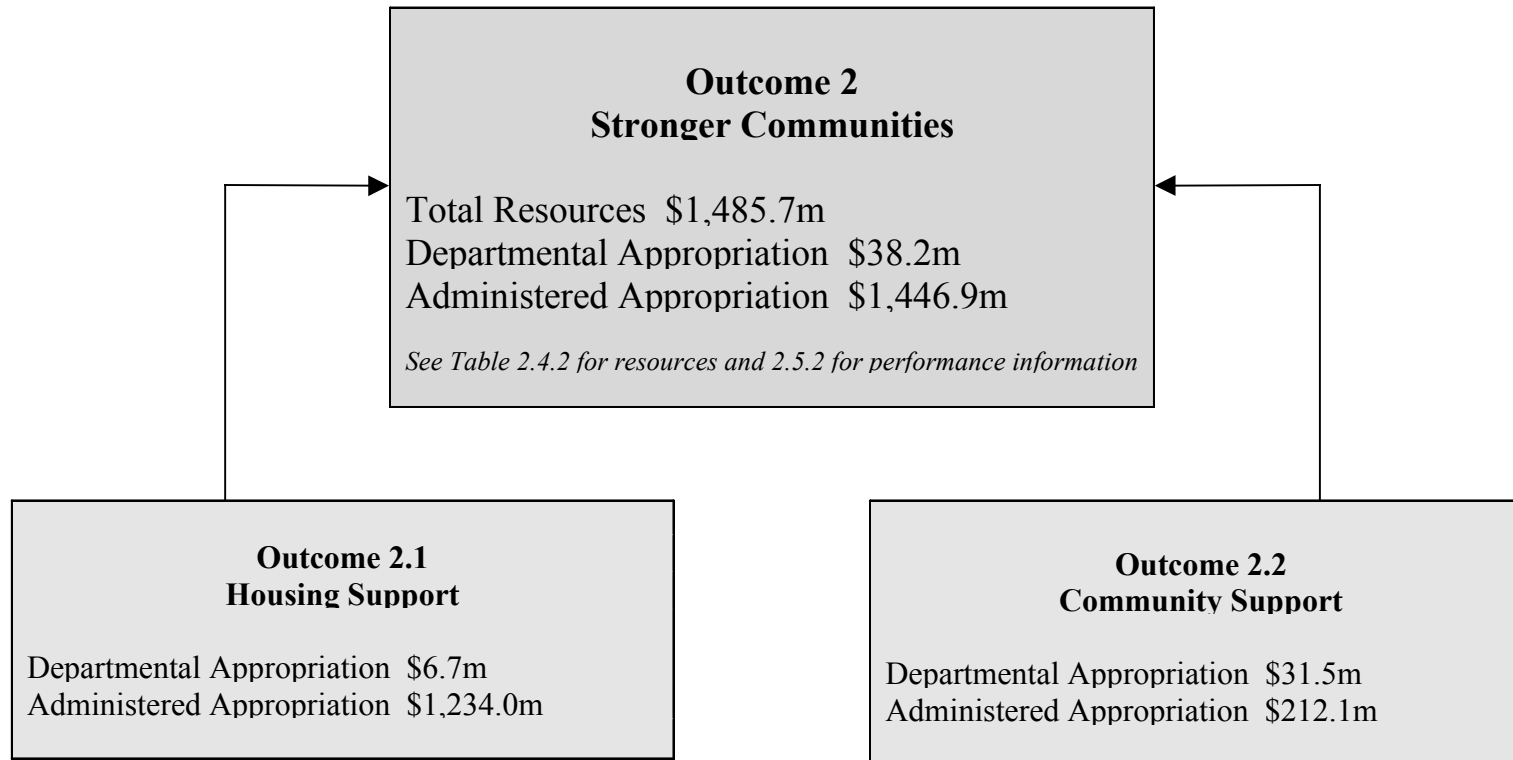 Outcome 2
Stronger Communities
Total Resources  $1,485.7m
Departmental Appropriation  $38.2m
Administered Appropriation  $1,446.9m
See Table 2.4.2 for resources and 2.5.2 for performance information
Outcome 2.1
Housing Support
Departmental Appropriation  $6.7m
Administered Appropriation  $1,234.0m
Outcome 2.2
Community Support
Departmental Appropriation  $31.5m
Administered Appropriation  $212.1m